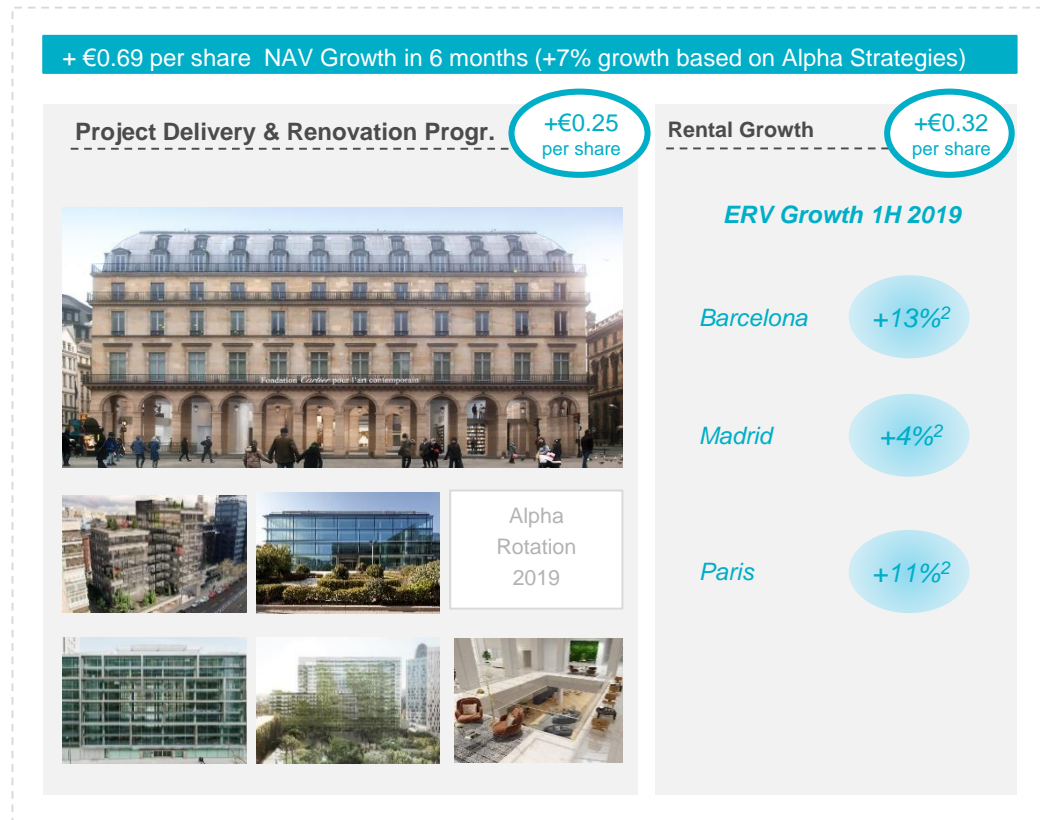 + €0.69 per share NAV Growth in 6 months (+7% growth based on Alpha Strategies)
Project Delivery & Renovation Progr.
+€0.25
per share
Fondation Cartier pour l'art contemporain
Alpha
Rotation
2019
Rental Growth
+€0.32
per share
ERV Growth 1H 2019
Barcelona
+13%²
Madrid
+4%²
Paris
+11%²